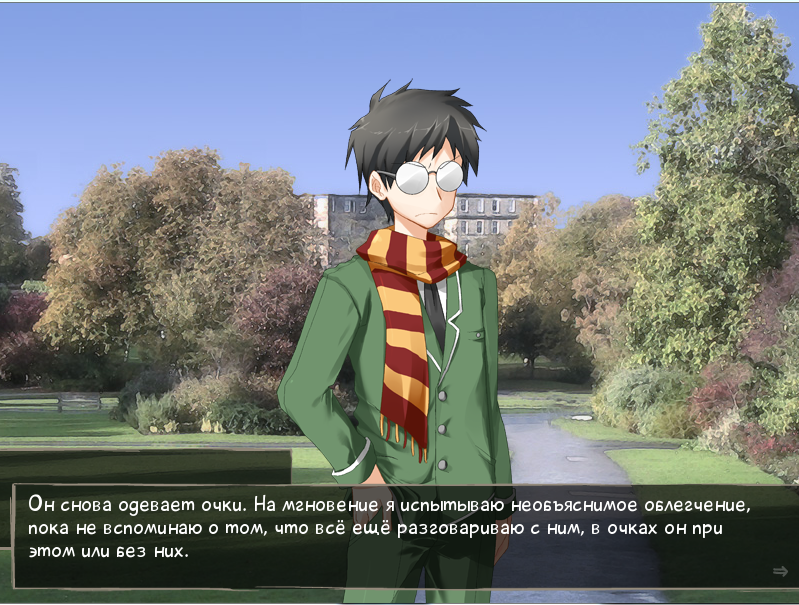 Он снова одевает очки. На мгновение я испытываю необъяснимое облегчение,
пока не вспоминаю о том, что всё ещё разговариваю с ним, в очках он при
этом или без них.